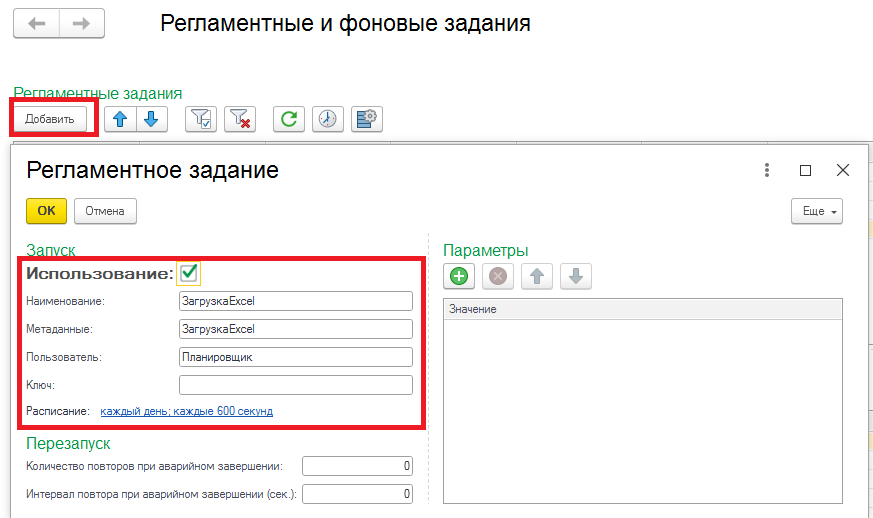 Регламентные и фоновые задания
Регламентные задания
Добавить
Регламентное задание
ОК Отмена Еще
Запуск Параметры
Использование:
Наименование: ЗагрузкаExcel
Значение
Метаданные: ЗагрузкаExcel
Пользователь: Планировщик
Ключ:
Расписание: каждый день; каждые 600 секунд
Перезапуск
Количество повторов при аварийном завершении: 0
Интервал повтора при аварийном завершении (сек.): 0